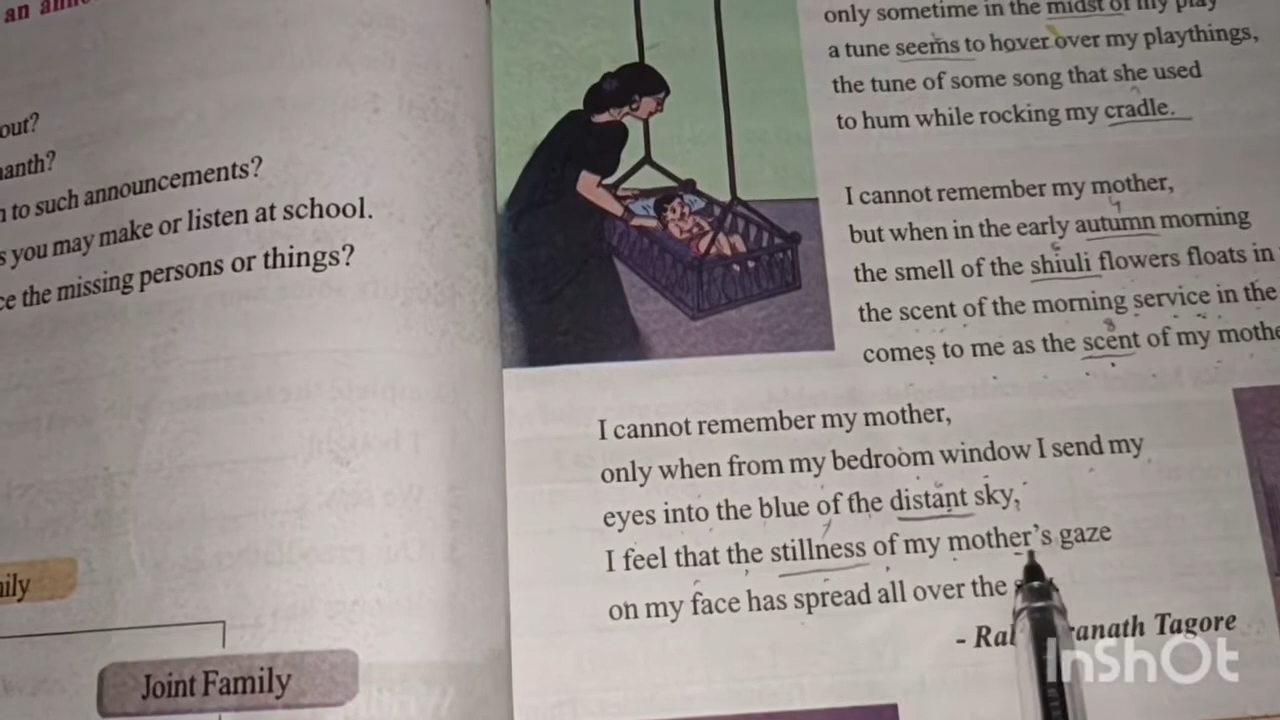 an
out?
anth?
to such announcements?
s you may make or listen at school.
ce the missing persons or things?
ily
Joint Family
only sometime in the midst of my play
a tune seems to hover over my playthings,
the tune of some song that she used
to hum while rocking my cradle.
I cannot remember my mother,
but when in the early autumn morning
the smell of the shiuli flowers floats in
the scent of the morning service in the
comes to me as the scent of my mothe
I cannot remember my mother,
only when from my bedroom window I send my
eyes into the blue of the distant sky,
I feel that the stillness of my mother's gaze
on my face has spread all over the
- Ra ranath Tagore
InShOt